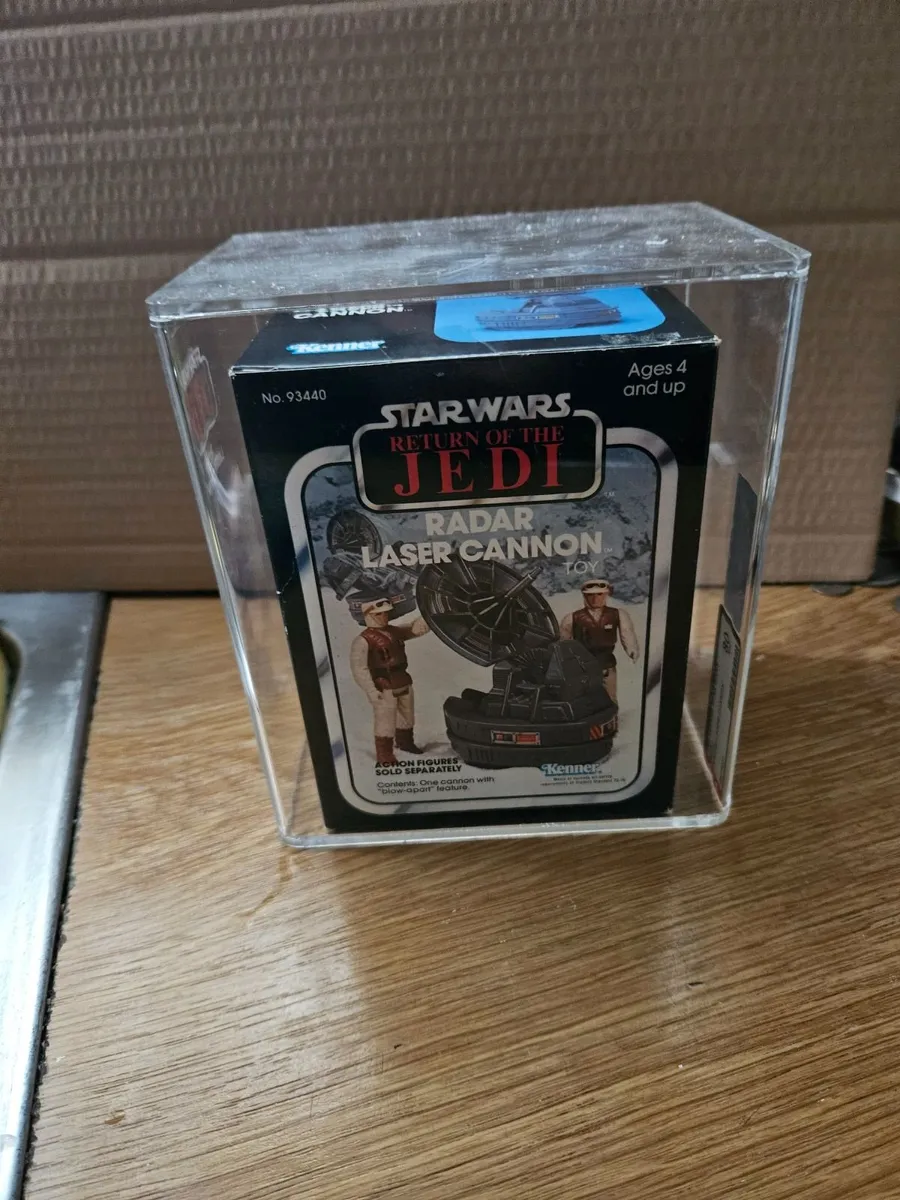 CANNON
Kenner
No. 93440
Ages 4
and up
STAR WARS
RETURN OF THE
JEDI
RADAR
LASER CANNON™
TOY
ACTION FIGURES
SOLD SEPARATELY
Contents: One cannon with
"blow-apart" feature.
Kenner